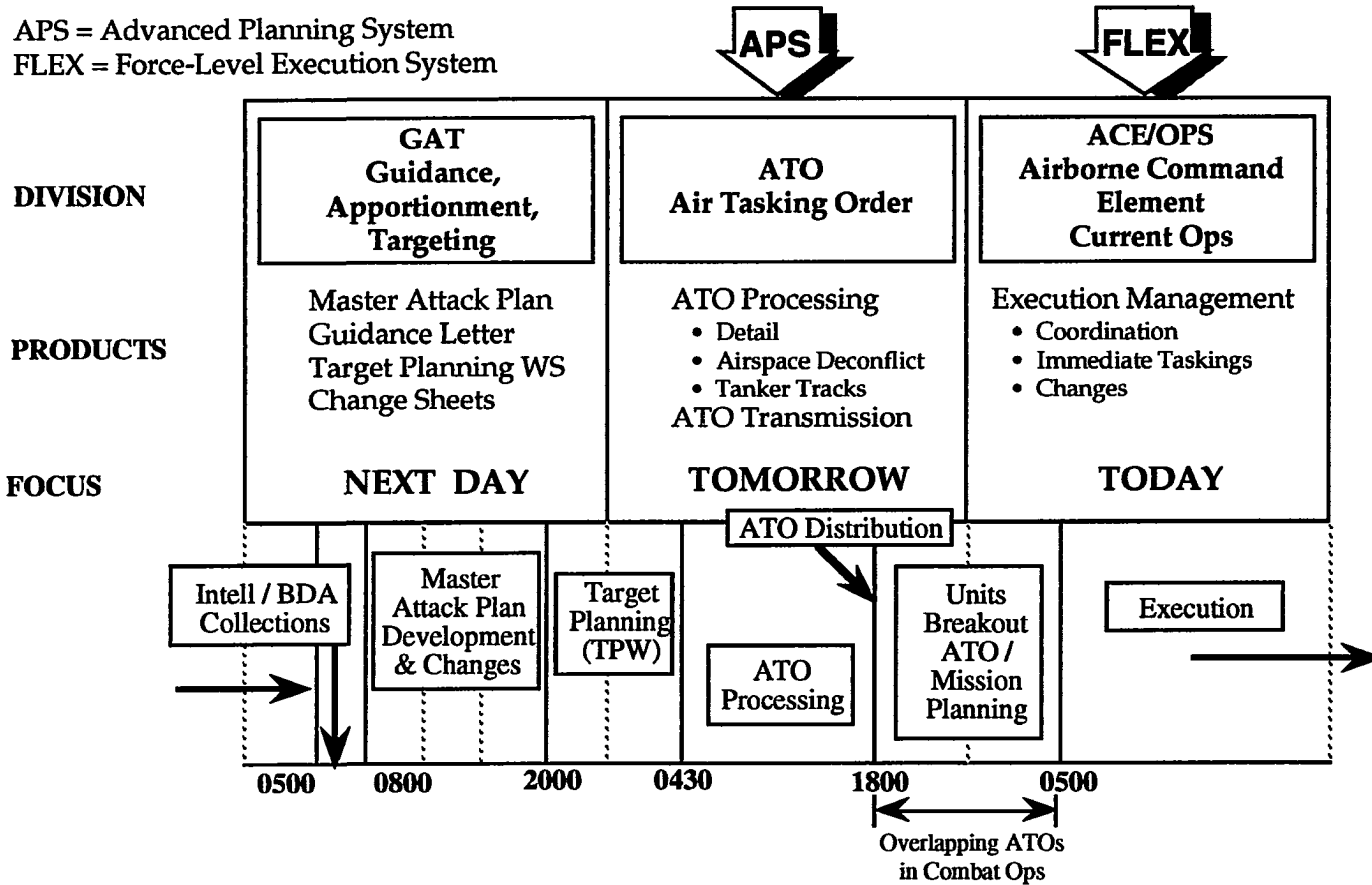 APS = Advanced Planning System
FLEX = Force-Level Execution System
APS
FLEX
DIVISION
GAT
Guidance,
Apportionment,
Targeting
ATO
Air Tasking Order
ACE/OPS
Airborne Command
Element
Current Ops
PRODUCTS
Master Attack Plan
Guidance Letter
Target Planning WS
Change Sheets
ATO Processing
• Detail
• Airspace Deconflict
• Tanker Tracks
ATO Transmission
Execution Management
• Coordination
• Immediate Taskings
• Changes
FOCUS
NEXT DAY
TOMORROW
TODAY
ATO Distribution
Intell / BDA
Collections
Master
Attack Plan
Development
& Changes
Target
Planning
(TPW)
ATO
Processing
Units
Breakout
ATO /
Mission
Planning
Execution
0500
0800
2000
0430
1800
0500
Overlapping ATOs
in Combat Ops